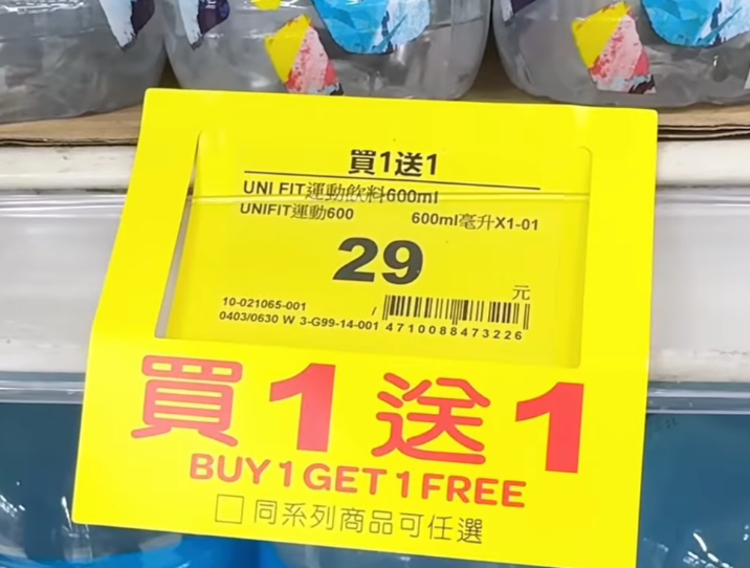 買1送1
UNI FIT運動飲料600ml
UNIFIT運動600 600ml毫升X1-01
29
元
10-021065-001 /
0403/0630 W 3-G99-14-001 4710088473226
買1送1
BUY 1 GET 1 FREE
□同系列商品可任選